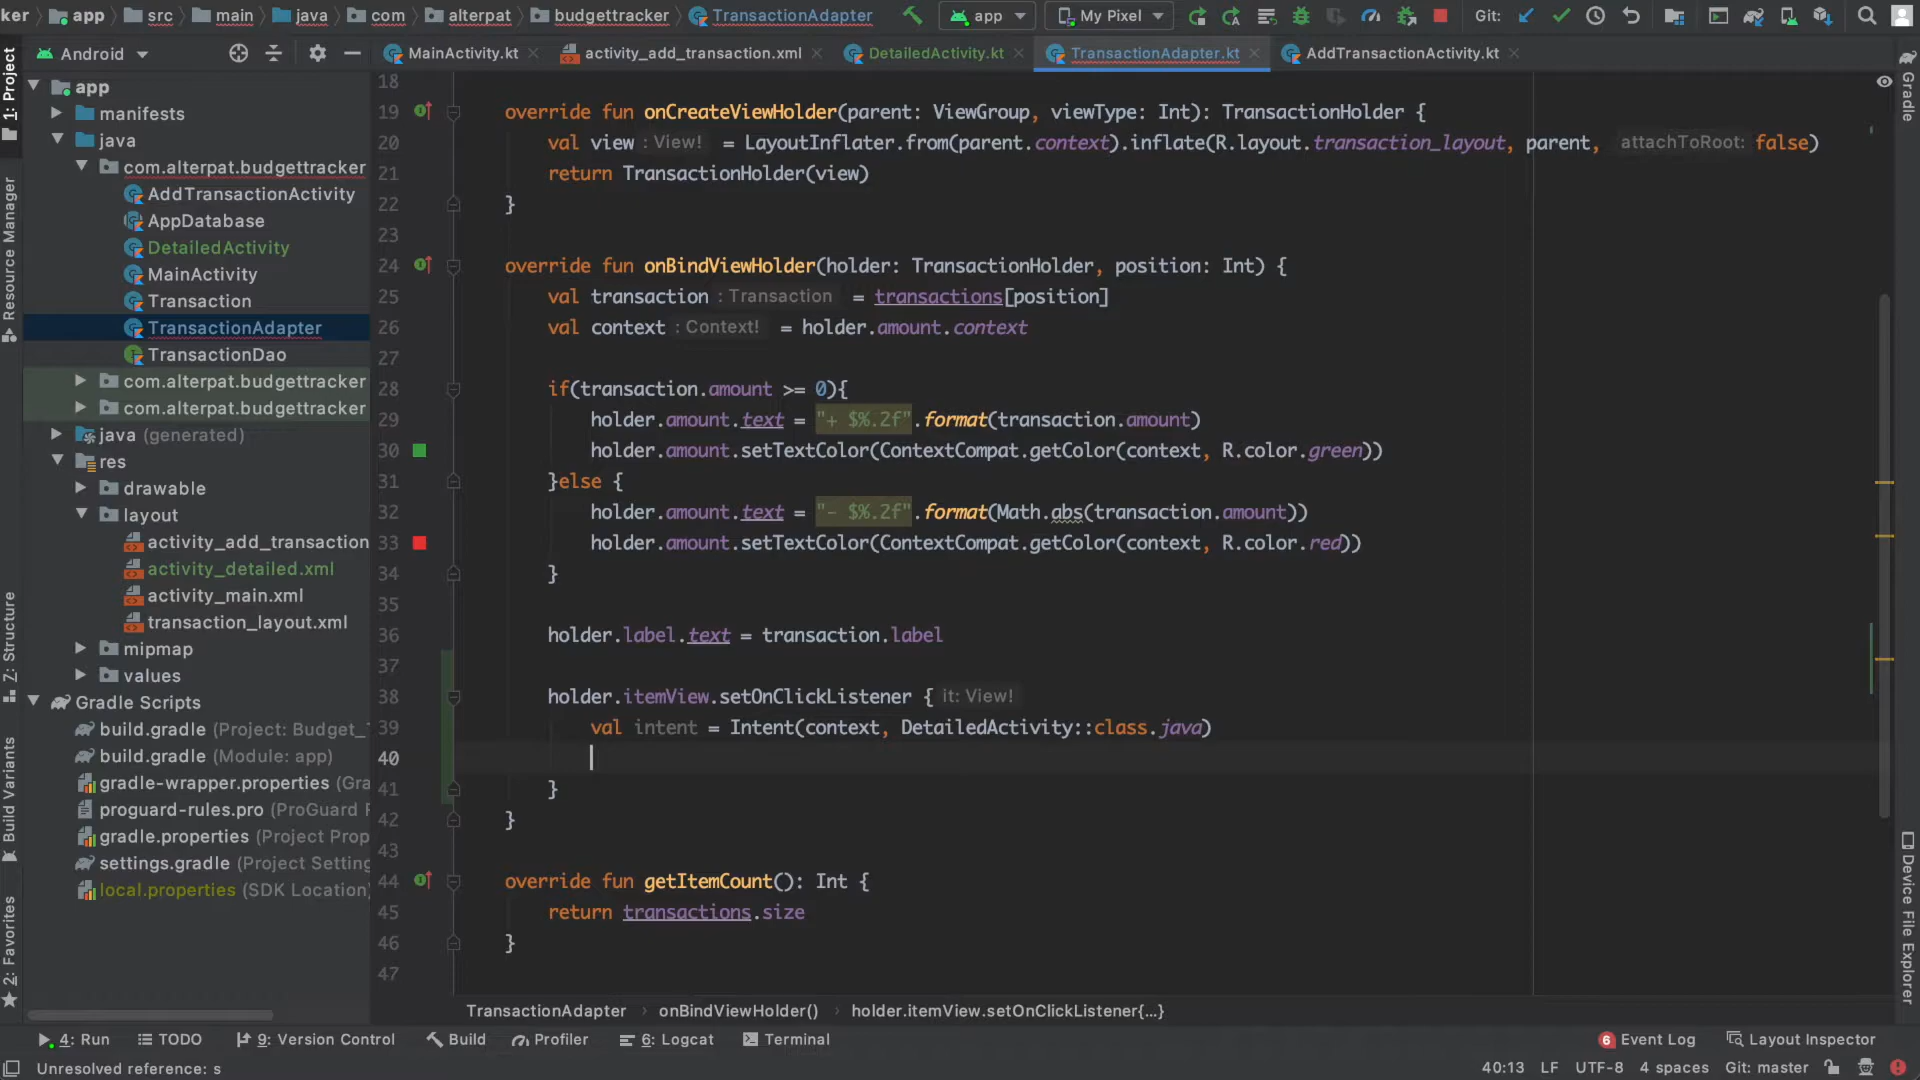 ker
app
src
main
java
com
alterpat
budgettracker
TransactionAdapter
app
My Pixel
Git:
Android
MainActivity.kt
activity_add_transaction.xml
DetailedActivity.kt
TransactionAdapter.kt
AddTransactionActivity.kt
1: Project
Resource Manager
Z: Structure
Build Variants
2: Favorites
app
manifests
java
com.alterpat.budgettracker
AddTransactionActivity
AppDatabase
DetailedActivity
MainActivity
Transaction
TransactionAdapter
TransactionDao
com.alterpat.budgettracker
com.alterpat.budgettracker
java (generated)
res
drawable
layout
activity_add_transaction
activity_detailed.xml
activity_main.xml
transaction_layout.xml
mipmap
values
Gradle Scripts
build.gradle (Project: Budget_
build.gradle (Module: app)
gradle-wrapper.properties (Gra
proguard-rules.pro (ProGuard F
gradle.properties (Project Prop
settings.gradle (Project Setting
local.properties (SDK Location)
18
19 override fun onCreateViewHolder(parent: ViewGroup, viewType: Int): TransactionHolder {
20 val view : View! = LayoutInflater.from(parent.context).inflate(R.layout.transaction_layout, parent, attachToRoot: false)
21 return TransactionHolder(view)
22 }
23
24 override fun onBindViewHolder(holder: TransactionHolder, position: Int) {
25 val transaction : Transaction = transactions[position]
26 val context : Context! = holder.amount.context
27
28 if(transaction.amount >= 0){
29 holder.amount.text = "+ $%.2f".format(transaction.amount)
30 holder.amount.setTextColor(ContextCompat.getColor(context, R.color.green))
31 }else {
32 holder.amount.text = "- $%.2f".format(Math.abs(transaction.amount))
33 holder.amount.setTextColor(ContextCompat.getColor(context, R.color.red))
34 }
35
36 holder.label.text = transaction.label
37
38 holder.itemView.setOnClickListener { it: View!
39 val intent = Intent(context, DetailedActivity::class.java)
40
41 }
42 }
43
44 override fun getItemCount(): Int {
45 return transactions.size
46 }
47
Gradle
Device File Explorer
TransactionAdapter › onBindViewHolder() › holder.itemView.setOnClickListener{...}
4: Run
TODO
9: Version Control
Build
Profiler
6: Logcat
Terminal
6 Event Log
Layout Inspector
Unresolved reference: s
40:13
LF
UTF-8
4 spaces
Git: master